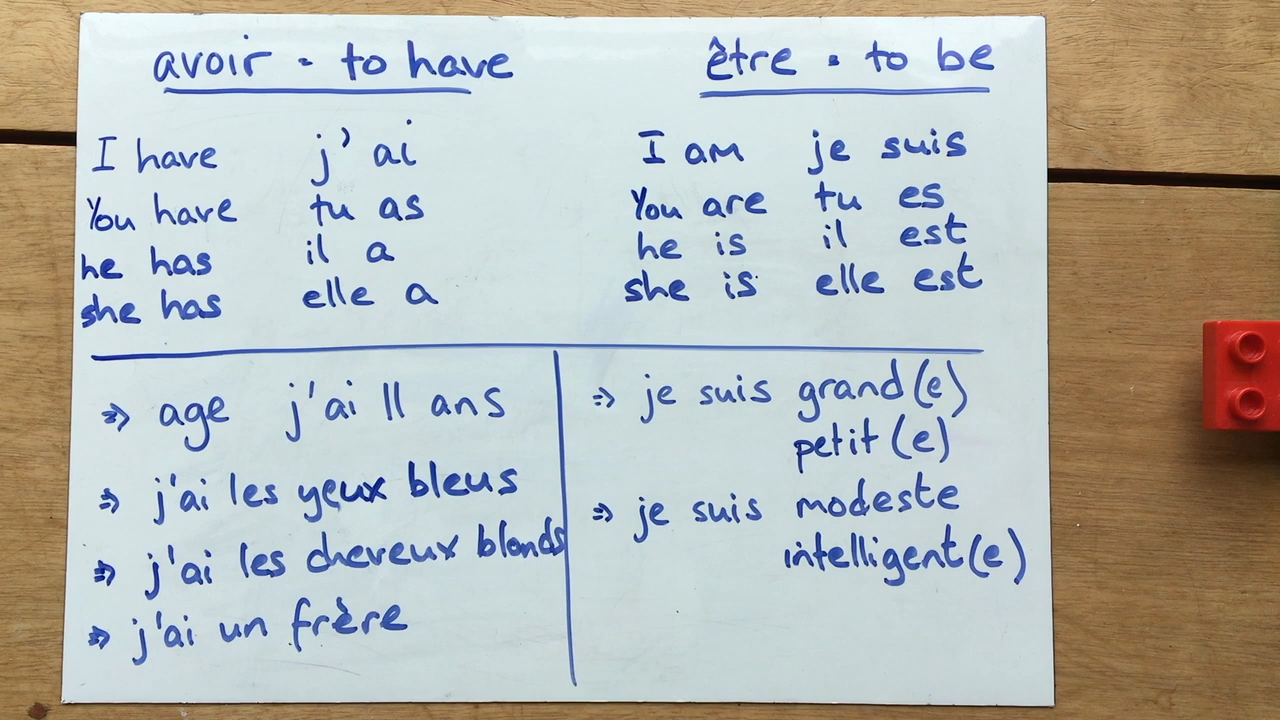 avoir - to have
I have j'ai
You have tu as
he has il a
she has elle a
être - to be
I am je suis
You are tu es
he is il est
she is elle est
⇒ age j'ai 11 ans
⇒ j'ai les yeux bleus
⇒ j'ai les cheveux blonds
⇒ j'ai un frère
⇒ je suis grand(e)
petit(e)
⇒ je suis modeste
intelligent(e)